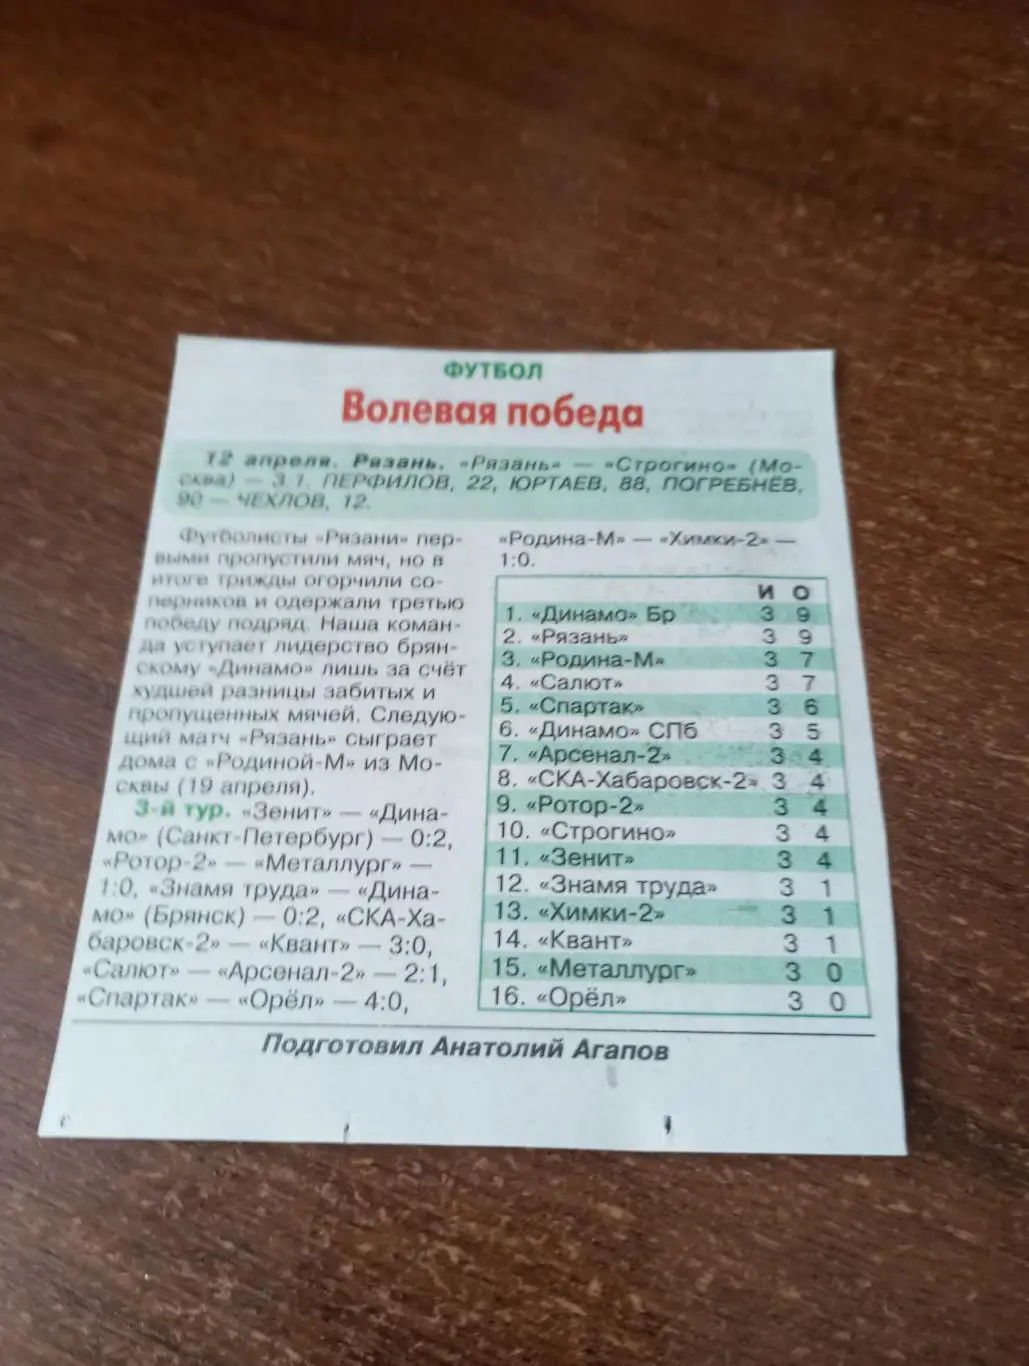 ФУТБОЛ
Волевая победа
12 апреля. Рязань. «Рязань» — «Строгино» (Мо-
сква) — 3:1. ПЕРФИЛОВ, 22, ЮРТАЕВ, 88, ПОГРЕБНЁВ,
90 — ЧЕХЛОВ, 12.
Футболисты «Рязани» пер-
выми пропустили мяч, но в
итоге трижды огорчили со-
перников и одержали третью
победу подряд. Наша коман-
да уступает лидерство брян-
скому «Динамо» лишь за счёт
худшей разницы забитых и
пропущенных мячей. Следую-
щий матч «Рязань» сыграет
дома с «Родиной-М» из Мо-
сквы (19 апреля).
3-й тур. «Зенит» — «Дина-
мо» (Санкт-Петербург) — 0:2,
«Ротор-2» — «Металлург» —
1:0, «Знамя труда» — «Дина-
мо» (Брянск) — 0:2, «СКА-Ха-
баровск-2» — «Квант» — 3:0,
«Салют» — «Арсенал-2» — 2:1,
«Спартак» — «Орёл» — 4:0,
«Родина-М» — «Химки-2» —
1:0.
И О
1. «Динамо» Бр 3 9
2. «Рязань» 3 9
3. «Родина-М» 3 7
4. «Салют» 3 7
5. «Спартак» 3 6
6. «Динамо» СПб 3 5
7. «Арсенал-2» 3 4
8. «СКА-Хабаровск-2» 3 4
9. «Ротор-2» 3 4
10. «Строгино» 3 4
11. «Зенит» 3 4
12. «Знамя труда» 3 1
13. «Химки-2» 3 1
14. «Квант» 3 1
15. «Металлург» 3 0
16. «Орёл» 3 0
Подготовил Анатолий Агапов